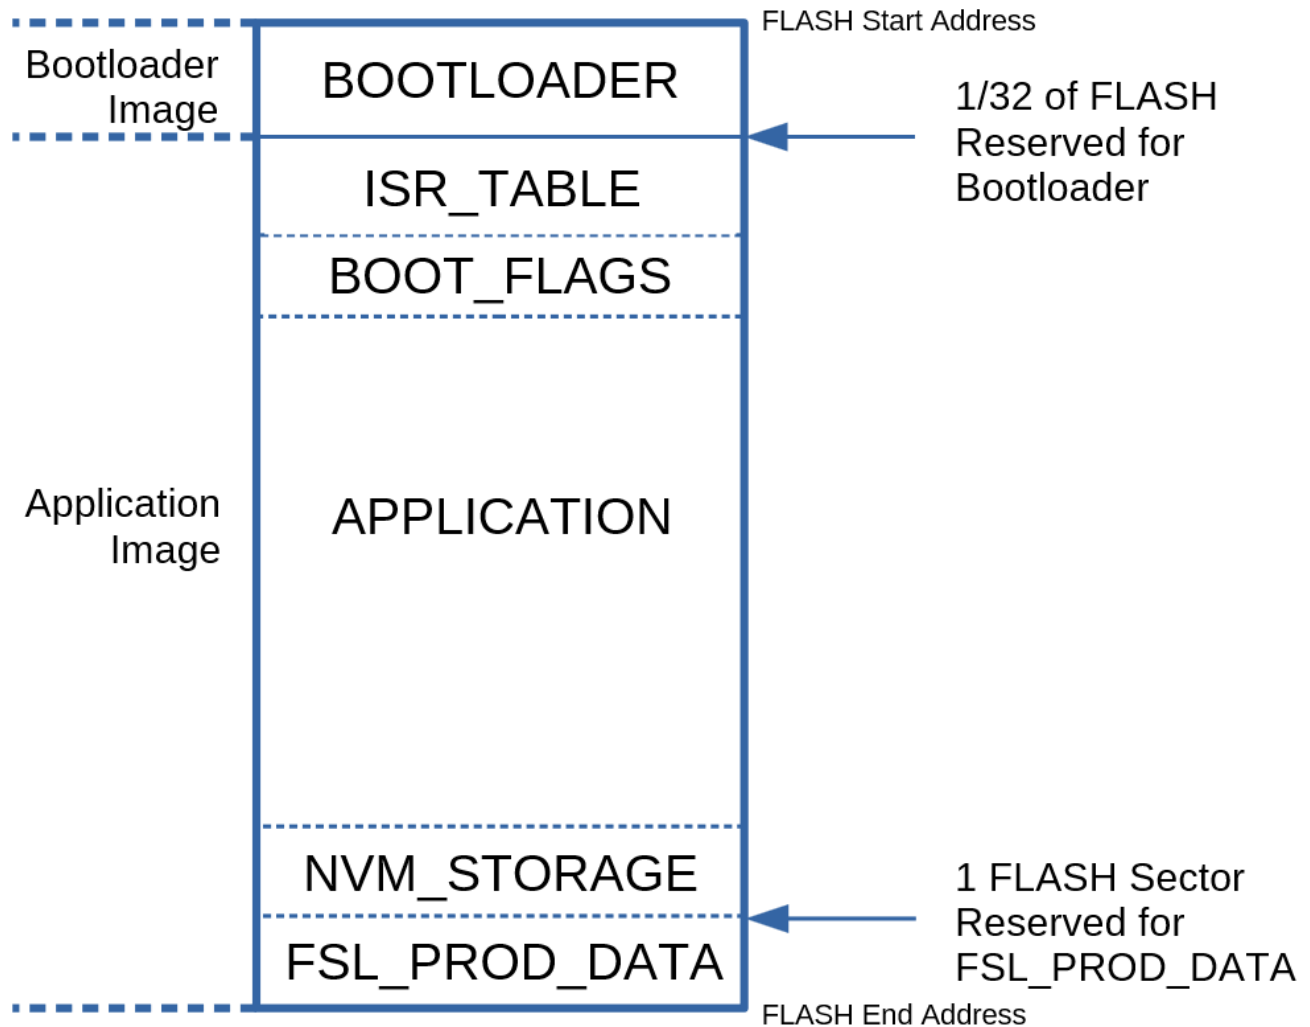 FLASH Start Address
Bootloader
Image
BOOTLOADER
1/32 of FLASH
Reserved for
Bootloader
ISR_TABLE
BOOT_FLAGS
Application
Image
APPLICATION
NVM_STORAGE
1 FLASH Sector
Reserved for
FSL_PROD_DATA
FSL_PROD_DATA
FLASH End Address